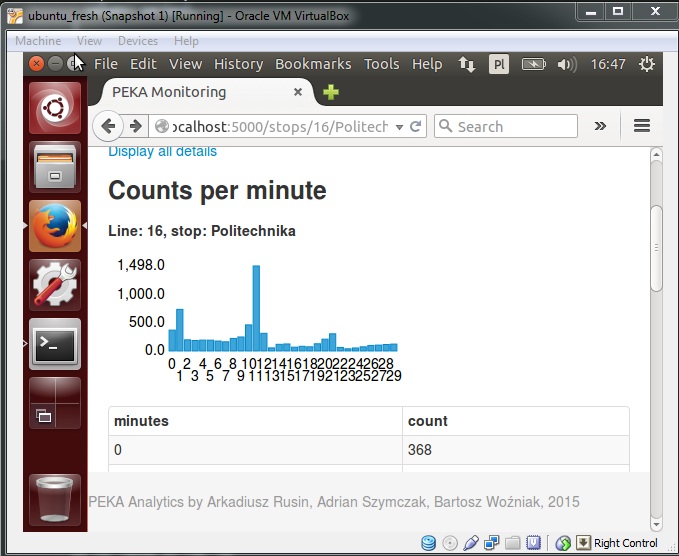 ubuntu_fresh (Snapshot 1) [Running] - Oracle VM VirtualBox
Machine View Devices Help
File Edit View History Bookmarks Tools Help Pl 16:47
PEKA Monitoring
ocalhost:5000/stops/16/Politech Search
Display all details
Counts per minute
Line: 16, stop: Politechnika
1,498.0
1,000.0
500.0
0.0
0 2 4 6 8 10 12 14 16 18 20 22 24 26 28
1 3 5 7 9 11 13 15 17 19 21 23 25 27 29
minutes count
0 368
PEKA Analytics by Arkadiusz Rusin, Adrian Szymczak, Bartosz Woźniak, 2015
Right Control